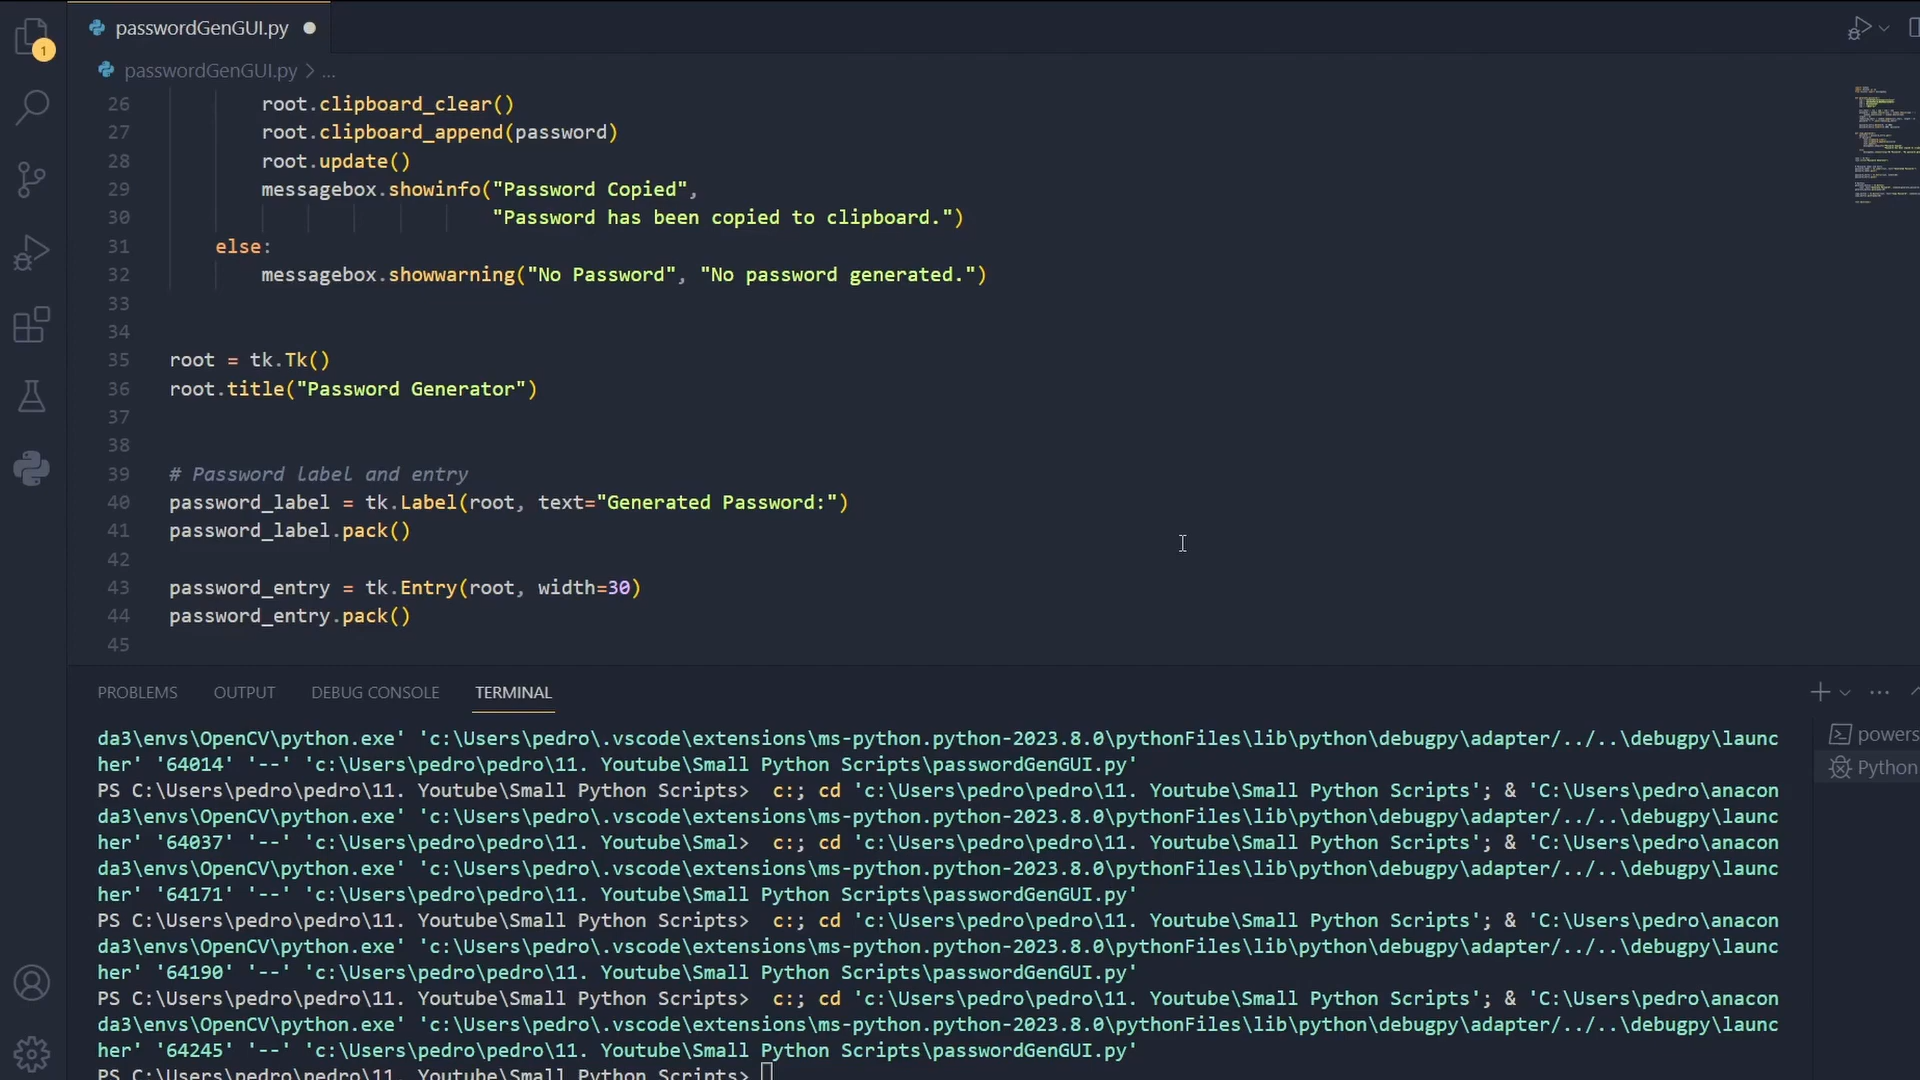 passwordGenGUI.py
1
passwordGenGUI.py > ...
26 root.clipboard_clear()
27 root.clipboard_append(password)
28 root.update()
29 messagebox.showinfo("Password Copied",
30 "Password has been copied to clipboard.")
31 else:
32 messagebox.showwarning("No Password", "No password generated.")
33
34
35 root = tk.Tk()
36 root.title("Password Generator")
37
38
39 # Password label and entry
40 password_label = tk.Label(root, text="Generated Password:")
41 password_label.pack()
42
43 password_entry = tk.Entry(root, width=30)
44 password_entry.pack()
45
PROBLEMS OUTPUT DEBUG CONSOLE TERMINAL
da3\envs\OpenCV\python.exe' 'c:\Users\pedro\.vscode\extensions\ms-python.python-2023.8.0\pythonFiles\lib\python\debugpy\adapter/../..\debugpy\launc
her' '64014' '--' 'c:\Users\pedro\pedro\11. Youtube\Small Python Scripts\passwordGenGUI.py'
PS C:\Users\pedro\pedro\11. Youtube\Small Python Scripts> c:; cd 'c:\Users\pedro\pedro\11. Youtube\Small Python Scripts'; & 'C:\Users\pedro\anacon
da3\envs\OpenCV\python.exe' 'c:\Users\pedro\.vscode\extensions\ms-python.python-2023.8.0\pythonFiles\lib\python\debugpy\adapter/../..\debugpy\launc
her' '64037' '--' 'c:\Users\pedro\pedro\11. Youtube\Smal> c:; cd 'c:\Users\pedro\pedro\11. Youtube\Small Python Scripts'; & 'C:\Users\pedro\anacon
da3\envs\OpenCV\python.exe' 'c:\Users\pedro\.vscode\extensions\ms-python.python-2023.8.0\pythonFiles\lib\python\debugpy\adapter/../..\debugpy\launc
her' '64171' '--' 'c:\Users\pedro\pedro\11. Youtube\Small Python Scripts\passwordGenGUI.py'
PS C:\Users\pedro\pedro\11. Youtube\Small Python Scripts> c:; cd 'c:\Users\pedro\pedro\11. Youtube\Small Python Scripts'; & 'C:\Users\pedro\anacon
da3\envs\OpenCV\python.exe' 'c:\Users\pedro\.vscode\extensions\ms-python.python-2023.8.0\pythonFiles\lib\python\debugpy\adapter/../..\debugpy\launc
her' '64190' '--' 'c:\Users\pedro\pedro\11. Youtube\Small Python Scripts\passwordGenGUI.py'
PS C:\Users\pedro\pedro\11. Youtube\Small Python Scripts> c:; cd 'c:\Users\pedro\pedro\11. Youtube\Small Python Scripts'; & 'C:\Users\pedro\anacon
da3\envs\OpenCV\python.exe' 'c:\Users\pedro\.vscode\extensions\ms-python.python-2023.8.0\pythonFiles\lib\python\debugpy\adapter/../..\debugpy\launc
her' '64245' '--' 'c:\Users\pedro\pedro\11. Youtube\Small Python Scripts\passwordGenGUI.py'
PS C:\Users\pedro\pedro\11. Youtube\Small Python Scripts>
powers
Python